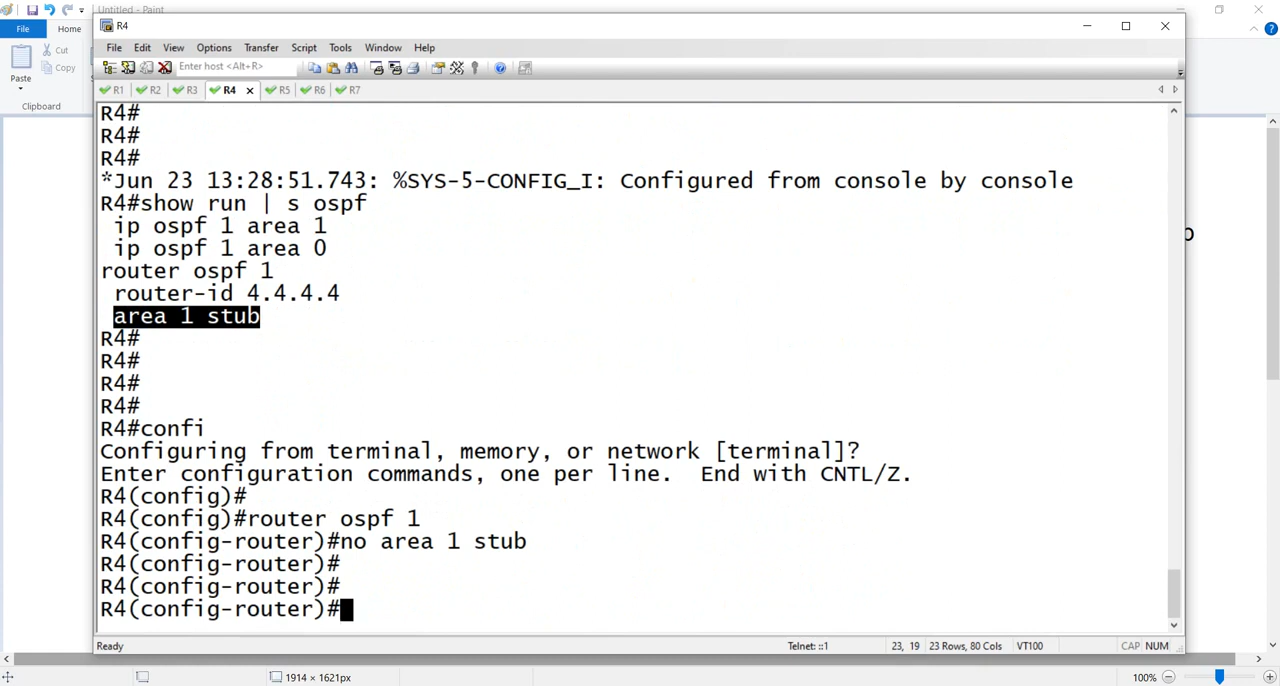 Untitled - Paint
File
Home
Cut
Copy
Paste
Clipboard
R4
File Edit View Options Transfer Script Tools Window Help
Enter host <Alt+R>
R1 R2 R3 R4 R5 R6 R7
R4#
R4#
R4#
*Jun 23 13:28:51.743: %SYS-5-CONFIG_I: Configured from console by console
R4#show run | s ospf
ip ospf 1 area 1
ip ospf 1 area 0
router ospf 1
router-id 4.4.4.4
area 1 stub
R4#
R4#
R4#
R4#
R4#confi
Configuring from terminal, memory, or network [terminal]?
Enter configuration commands, one per line.  End with CNTL/Z.
R4(config)#
R4(config)#router ospf 1
R4(config-router)#no area 1 stub
R4(config-router)#
R4(config-router)#
R4(config-router)#
Ready
Telnet: ::1
23, 19
23 Rows, 80 Cols
VT100
CAP NUM
1914 × 1621px
100%